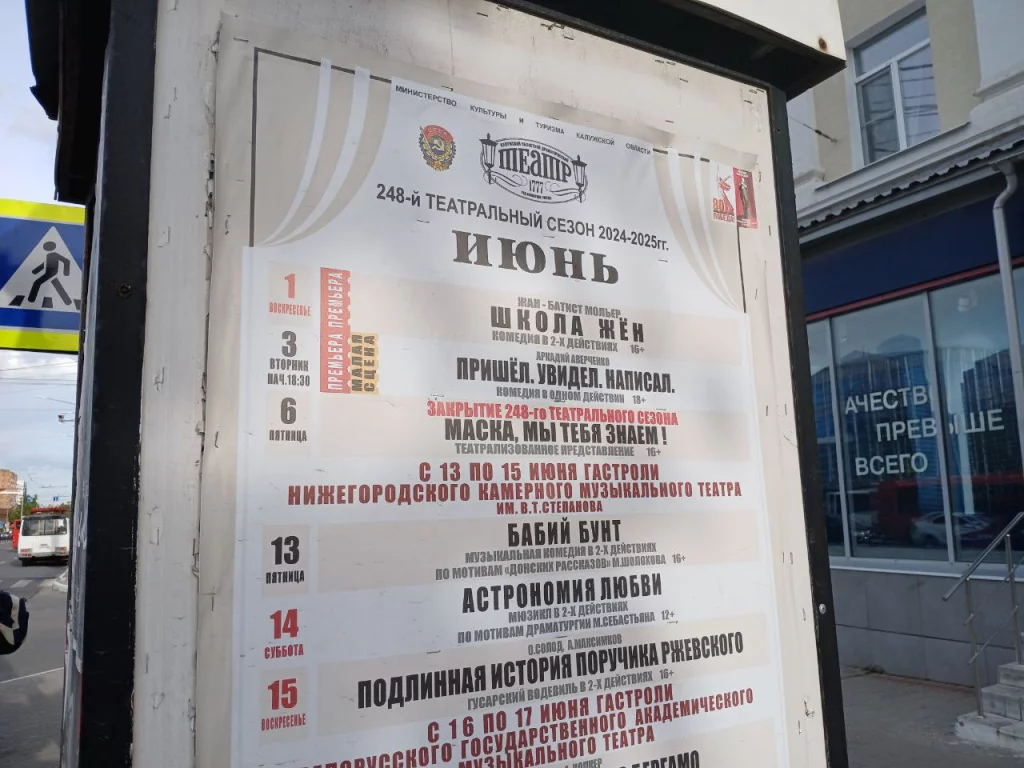 МИНИСТЕРСТВО КУЛЬТУРЫ И ТУРИЗМА КАЛУЖСКОЙ ОБЛАСТИ
ТЕАТР
1777
248-й ТЕАТРАЛЬНЫЙ СЕЗОН 2024-2025гг.
ИЮНЬ
1
ВОСКРЕСЕНЬЕ
ПРЕМЬЕРА ПРЕМЬЕРА
ЖАН - БАТИСТ МОЛЬЕР
ШКОЛА ЖЁН
КОМЕДИЯ В 2-Х ДЕЙСТВИЯХ 16+
3
ВТОРНИК
НАЧ.18:30
МАЛАЯ
СЦЕНА
АРКАДИЙ АВЕРЧЕНКО
ПРИШЁЛ. УВИДЕЛ. НАПИСАЛ.
КОМЕДИЯ В ОДНОМ ДЕЙСТВИИ 18+
6
ПЯТНИЦА
ЗАКРЫТИЕ 248-го ТЕАТРАЛЬНОГО СЕЗОНА
МАСКА, МЫ ТЕБЯ ЗНАЕМ !
ТЕАТРАЛИЗОВАННОЕ ПРЕДСТАВЛЕНИЕ 16+
С 13 ПО 15 ИЮНЯ ГАСТРОЛИ
НИЖЕГОРОДСКОГО КАМЕРНОГО МУЗЫКАЛЬНОГО ТЕАТРА
ИМ. В.Т.СТЕПАНОВА
13
ПЯТНИЦА
БАБИЙ БУНТ
МУЗЫКАЛЬНАЯ КОМЕДИЯ В 2-Х ДЕЙСТВИЯХ
ПО МОТИВАМ «ДОНСКИХ РАССКАЗОВ» М.ШОЛОХОВА 16+
14
СУББОТА
АСТРОНОМИЯ ЛЮБВИ
МЮЗИКЛ В 2-Х ДЕЙСТВИЯХ
ПО МОТИВАМ ДРАМАТУРГИИ М.СЕБАСТЬЯНА 12+
15
ВОСКРЕСЕНЬЕ
О.СОЛОД, А.МАКСИМКОВ
ПОДЛИННАЯ ИСТОРИЯ ПОРУЧИКА РЖЕВСКОГО
ГУСАРСКИЙ ВОДЕВИЛЬ В 2-Х ДЕЙСТВИЯХ 16+
С 16 ПО 17 ИЮНЯ ГАСТРОЛИ
ЛОРУССКОГО ГОСУДАРСТВЕННОГО АКАДЕМИЧЕСКОГО
МУЗЫКАЛЬНОГО ТЕАТРА
БЕРГАМО
АЧЕСТВ
ПРЕВЫШЕ
ВСЕГО